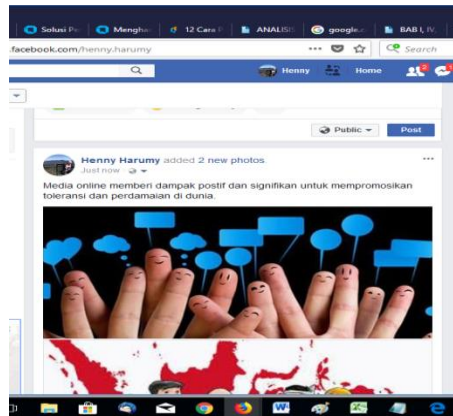 Solusi Pe
Mengha
12 Cara
ANALISIS
google.c
BAB I, IV,
.facebook.com/henny.harumy
Search
Henny
Home
Public
Post
Henny Harumy added 2 new photos.
Just now
Media online memberi dampak postif dan signifikan untuk mempromosikan
toleransi dan perdamaian di dunia.